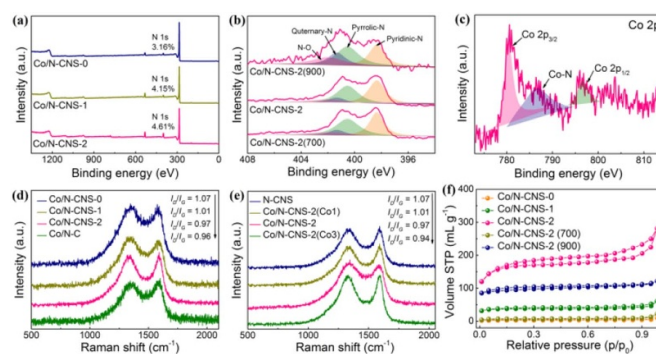 (a)
N 1s
3.16%
Co/N-CNS-0
N 1s
4.15%
Co/N-CNS-1
N 1s
4.61%
Co/N-CNS-2
Intensity (a.u.)
1200 900 600 300 0
Binding energy (eV)
(b)
Quternary-N
Pyrrolic-N
N-O
Pyridinic-N
Co/N-CNS-2(900)
Co/N-CNS-2
Co/N-CNS-2(700)
Intensity (a.u.)
408 404 400 396
Binding energy (eV)
(c)
Co 2p
Co 2p3/2
Co-N
Co 2p1/2
Intensity (a.u.)
780 790 800 810
Binding energy (eV)
(d)
Co/N-CNS-0
Co/N-CNS-1
Co/N-CNS-2
Co/N-C
ID/IG = 1.07
ID/IG = 1.01
ID/IG = 0.97
ID/IG = 0.96
Intensity (a.u.)
500 1000 1500 2000
Raman shift (cm-1)
(e)
N-CNS
Co/N-CNS-2(Co1)
Co/N-CNS-2
Co/N-CNS-2(Co3)
ID/IG = 1.07
ID/IG = 1.01
ID/IG = 0.97
ID/IG = 0.94
Intensity (a.u.)
500 1000 1500 2000
Raman shift (cm-1)
(f)
Co/N-CNS-0
Co/N-CNS-1
Co/N-CNS-2
Co/N-CNS-2 (700)
Co/N-CNS-2 (900)
Volume STP (mL g-1)
400
300
200
100
0
0.0 0.3 0.6 0.9
Relative pressure (p/p0)